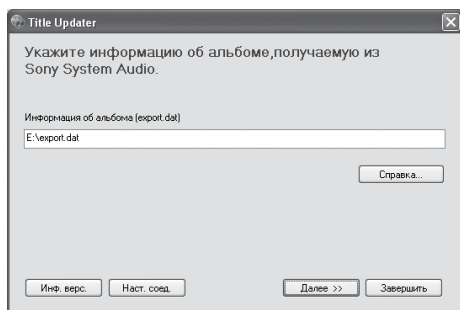 Title Updater
Укажите информацию об альбоме,получаемую из
Sony System Audio.
Информация об альбома (export.dat)
E:\export.dat
Справка...
Инф. верс. Наст. соед. Далее >> Завершить